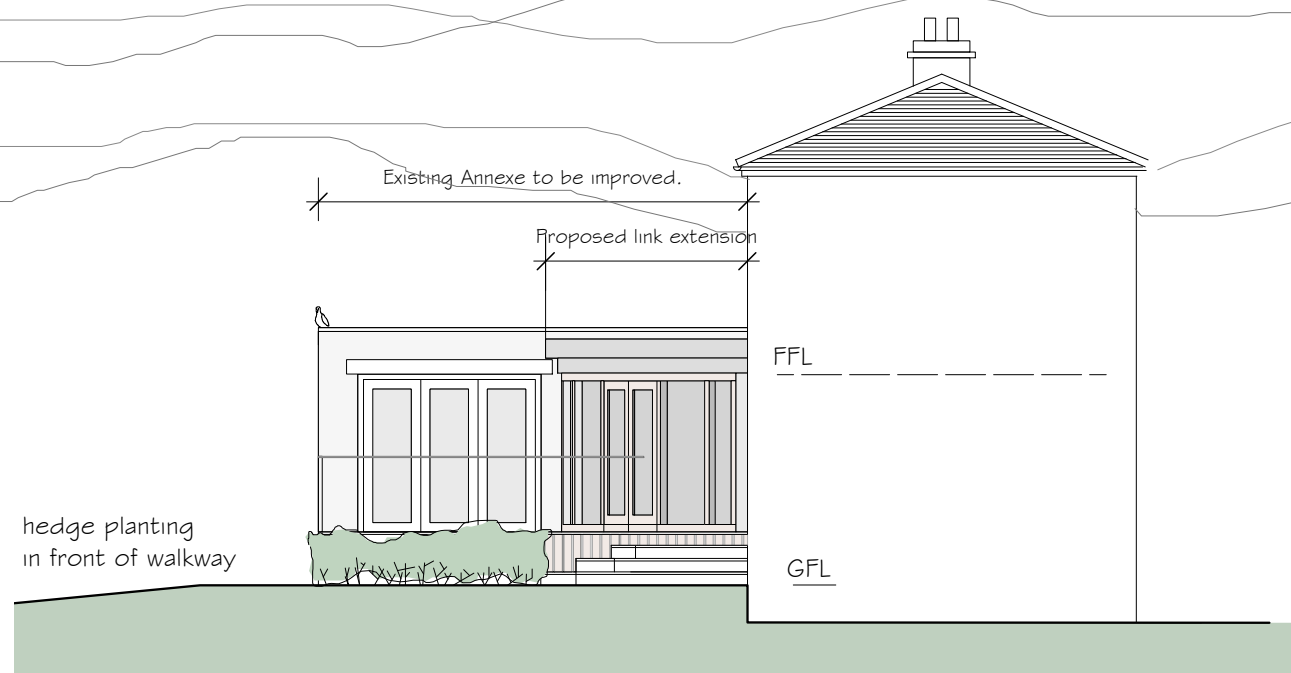 Existing Annexe to be improved.
Proposed link extension
FFL
hedge planting
in front of walkway
GFL